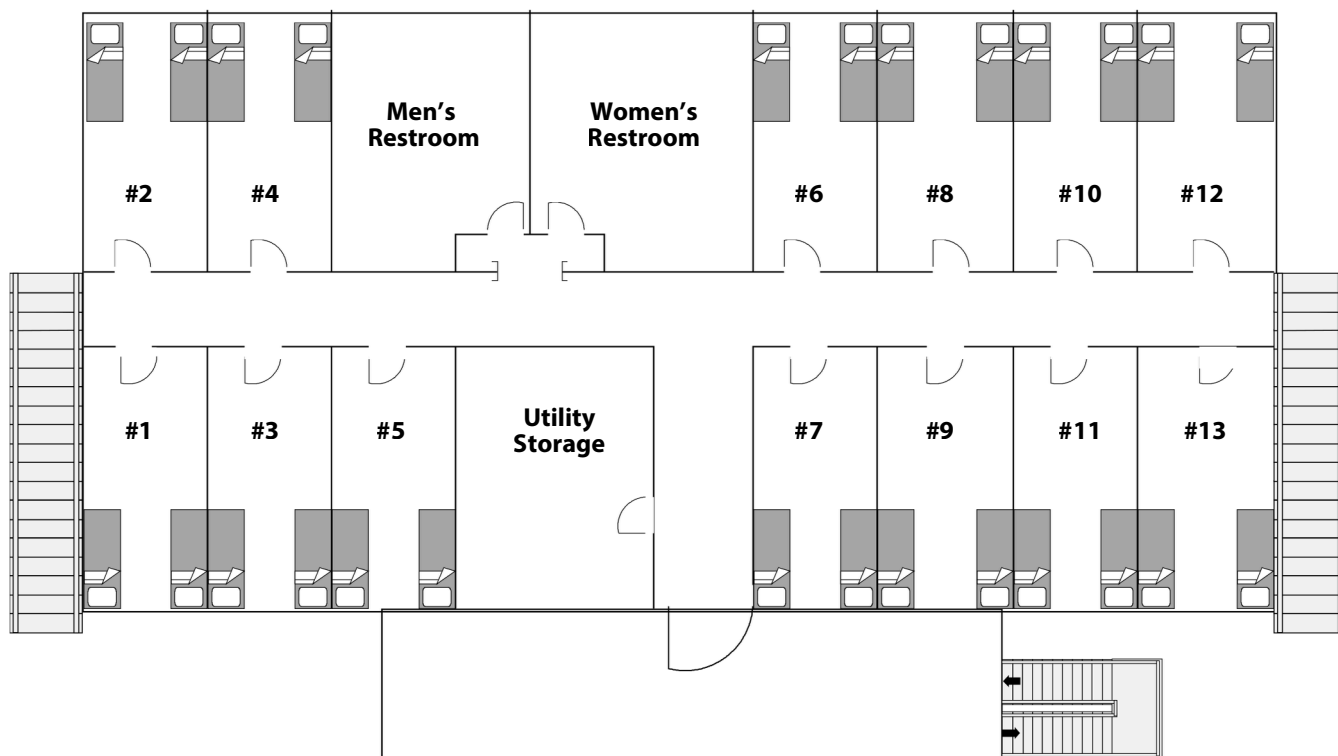 Men’s
Restroom
Women’s
Restroom
#2
#4
#6
#8
#10
#12
#1
#3
#5
Utility
Storage
#7
#9
#11
#13